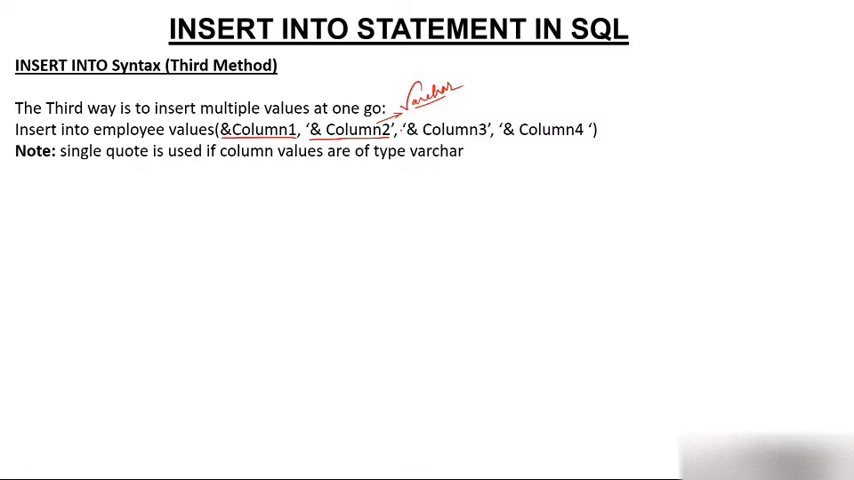 INSERT INTO STATEMENT IN SQL
INSERT INTO Syntax (Third Method)
Varchar
The Third way is to insert multiple values at one go:
Insert into employee values(&Column1, ‘& Column2’, ‘& Column3’, ‘& Column4 ‘)
Note: single quote is used if column values are of type varchar